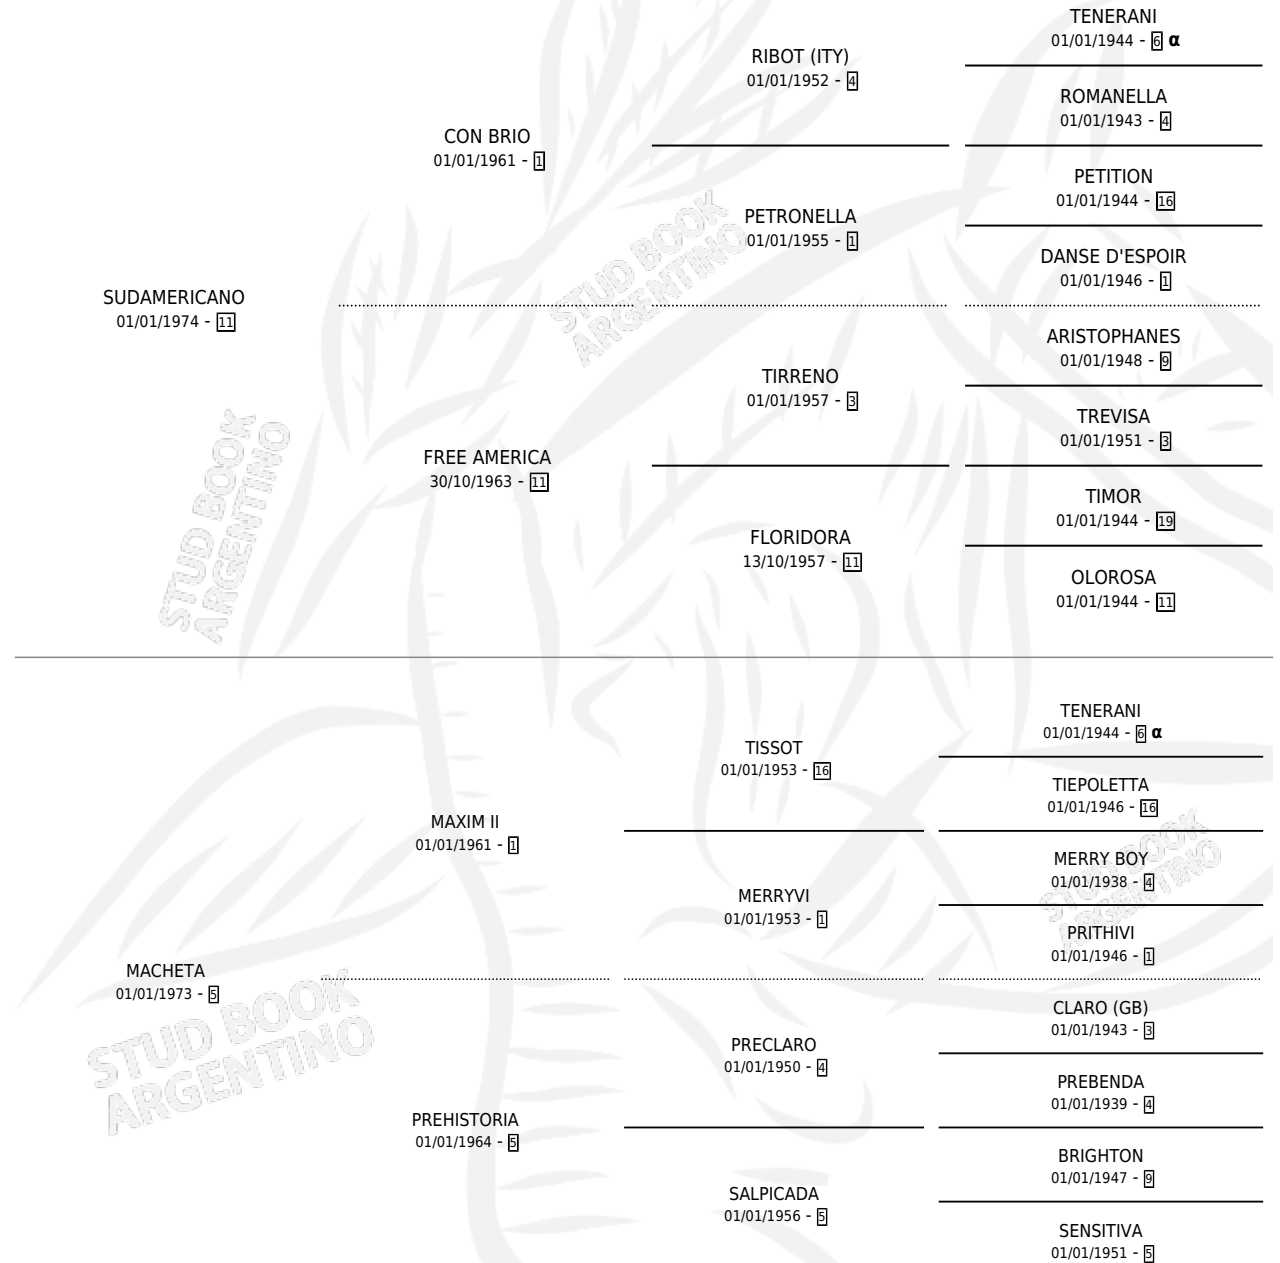 TENERANI
01/01/1944 - 6 α
RIBOT (ITY)
01/01/1952 - 4
ROMANELLA
01/01/1943 - 4
CON BRIO
01/01/1961 - 1
PETITION
01/01/1944 - 16
PETRONELLA
01/01/1955 - 1
DANSE D'ESPOIR
01/01/1946 - 1
SUDAMERICANO
01/01/1974 - 11
STUD BOOK
ARGENTINO
ARISTOPHANES
01/01/1948 - 9
TIRRENO
01/01/1957 - 3
TREVISA
01/01/1951 - 3
FREE AMERICA
30/10/1963 - 11
STUD BOOK
ARGENTINO
TIMOR
01/01/1944 - 19
FLORIDORA
13/10/1957 - 11
OLOROSA
01/01/1944 - 11
TENERANI
01/01/1944 - 6 α
TISSOT
01/01/1953 - 16
TIEPOLETTA
01/01/1946 - 16
MAXIM II
01/01/1961 - 1
MERRY BOY
01/01/1938 - 4
STUD BOOK
ARGENTINO
MERRYVI
01/01/1953 - 1
PRITHIVI
01/01/1946 - 1
MACHETA
01/01/1973 - 5
STUD BOOK
ARGENTINO
CLARO (GB)
01/01/1943 - 3
PRECLARO
01/01/1950 - 4
PREBENDA
01/01/1939 - 4
PREHISTORIA
01/01/1964 - 5
BRIGHTON
01/01/1947 - 9
SALPICADA
01/01/1956 - 5
SENSITIVA
01/01/1951 - 5